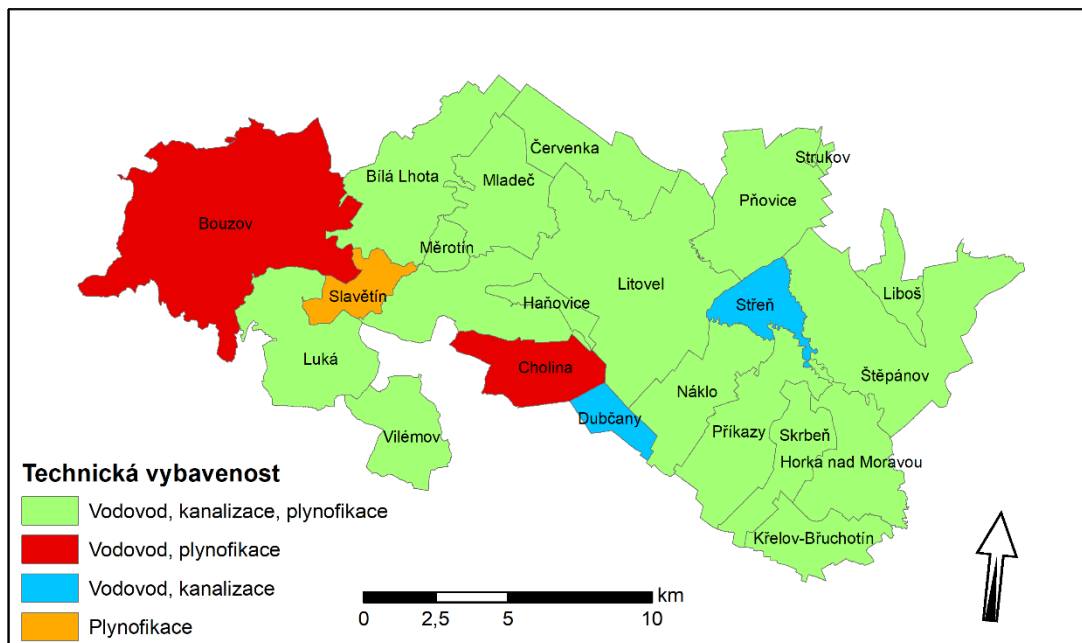 Červenka
Strukov
Bílá Lhota
Mladeč
Pňovice
Bouzov
Měrotín
Litovel
Liboš
Slavětín
Haňovice
Střeň
Luká
Cholina
Štěpánov
Náklo
Dubčany
Příkazy
Skrbeň
Vilémov
Horka nad Moravou
Křelov-Břuchotín
Technická vybavenost
Vodovod, kanalizace, plynofikace
Vodovod, plynofikace
Vodovod, kanalizace
Plynofikace
km
0 2,5 5 10